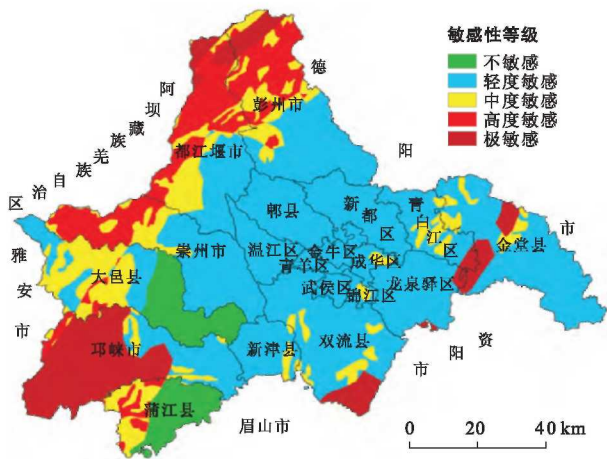 敏感性等级
不敏感
轻度敏感
中度敏感
高度敏感
极敏感
阿坝藏族羌族自治区
德阳市
雅安市
眉山市
资阳市
彭州市
都江堰市
郫县
新都区
青白江区
金堂县
崇州市
温江区
金牛区
青羊区
成华区
武侯区
锦江区
龙泉驿区
大邑县
邛崃市
新津县
双流县
蒲江县
0 20 40 km